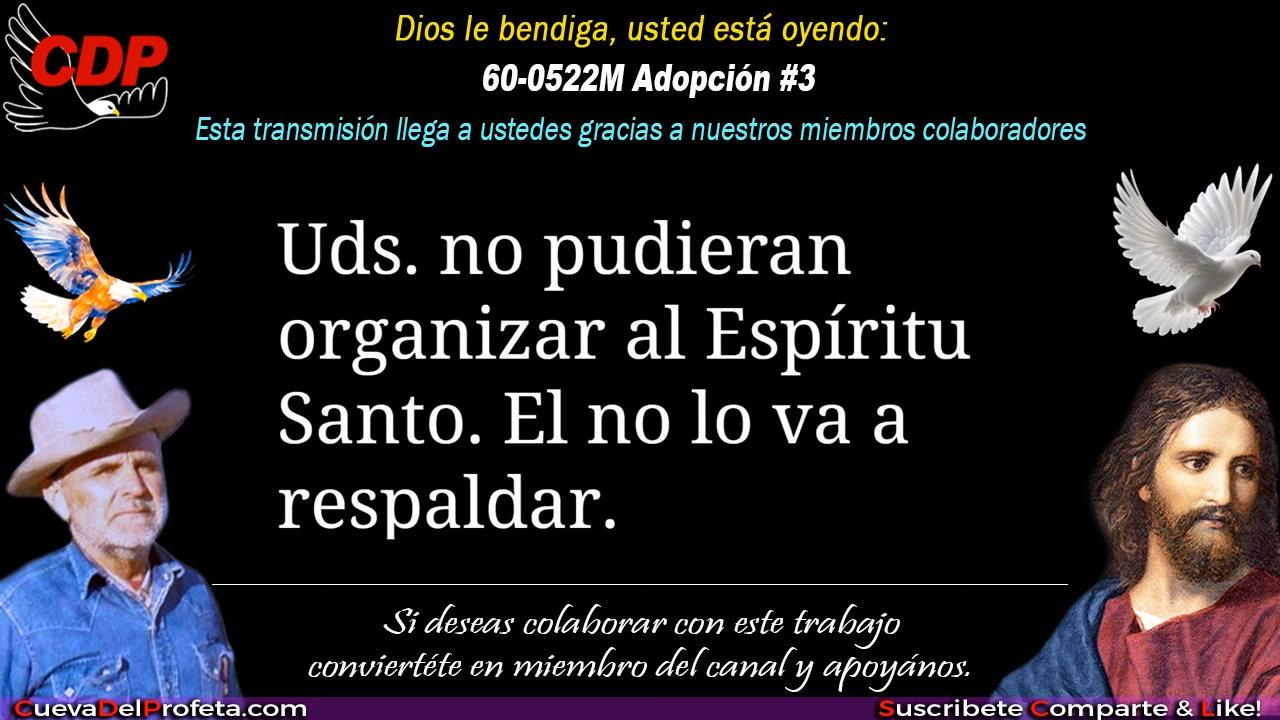 CDP
Dios le bendiga, usted está oyendo:
60-0522M Adopción #3
Esta transmisión llega a ustedes gracias a nuestros miembros colaboradores
Uds. no pudieran
organizar al Espíritu
Santo. El no lo va a
respaldar.
Si deseas colaborar con este trabajo
conviertéte en miembro del canal y apoyános.
CuevaDelProfeta.com
Suscribete Comparte & Like!